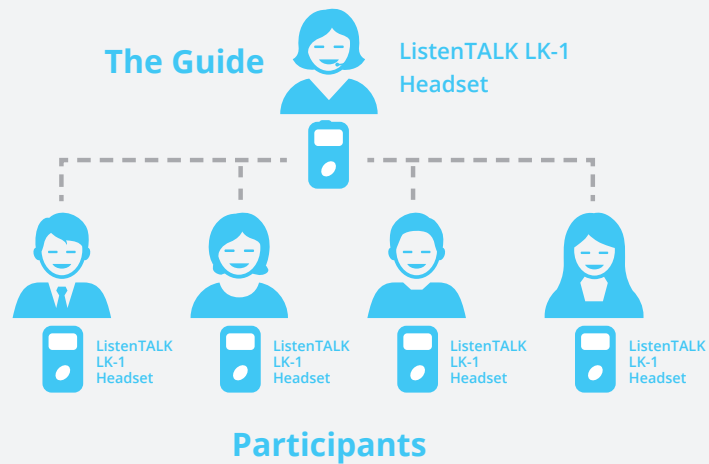 The Guide
ListenTALK LK-1
Headset
ListenTALK
LK-1
Headset
ListenTALK
LK-1
Headset
ListenTALK
LK-1
Headset
ListenTALK
LK-1
Headset
Participants